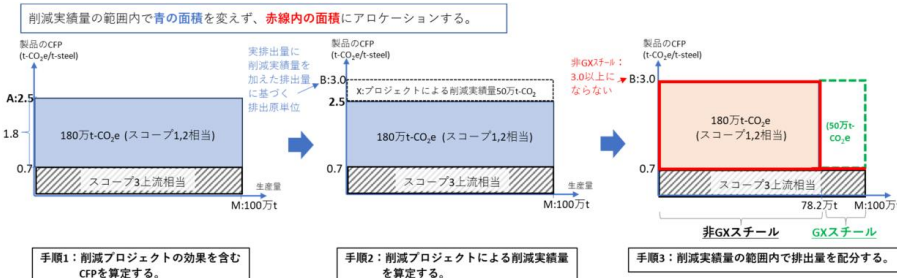 削減実績量の範囲内で青の面積を変えず、赤線内の面積にアロケーションする。
製品のCFP
(t-CO₂e/t-steel)
A:2.5
1.8
0.7
180万t-CO₂e (スコープ1,2相当)
スコープ3上流相当
生産量
M:100万t
手順1：削減プロジェクトの効果を含む
CFPを算定する。
実排出量に
削減実績量を
加えた排出量
に基づく
排出原単位
製品のCFP
(t-CO₂e/t-steel)
B:3.0
2.5
0.7
X:プロジェクトによる削減実績量50万t-CO₂
180万t-CO₂e (スコープ1,2相当)
スコープ3上流相当
生産量
M:100万t
手順2：削減プロジェクトによる削減実績量
を算定する。
非GXスチール：
3.0以上に
ならない
製品のCFP
(t-CO₂e/t-steel)
B:3.0
0.7
180万t-CO₂e
(スコープ1,2相当)
(50万t-
CO₂e
スコープ3上流相当
生産量
78.2万t
M:100万t
非GXスチール
GXスチール
手順3：削減実績量の範囲内で排出量を配分する。